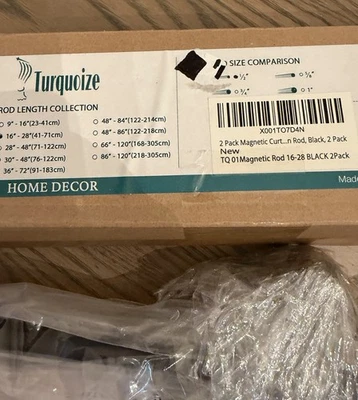 Turquoize
SIZE COMPARISON
½" ⅝"
1"
ROD LENGTH COLLECTION
9" - 16"(23-41cm)
16" - 28"(41-71cm)
28" - 48"(71-122cm)
30" - 48"(76-122cm)
36" - 72"(91-183cm)
48" - 84"(122-214cm)
48" - 86"(122-218cm)
66" - 120"(168-305cm)
86" - 120"(218-305cm)
X001TO7D4N
2 Pack Magnetic Curt...n Rod, Black, 2 Pack
New
TQ 01Magnetic Rod 16-28 BLACK 2Pack
HOME DECOR
Made